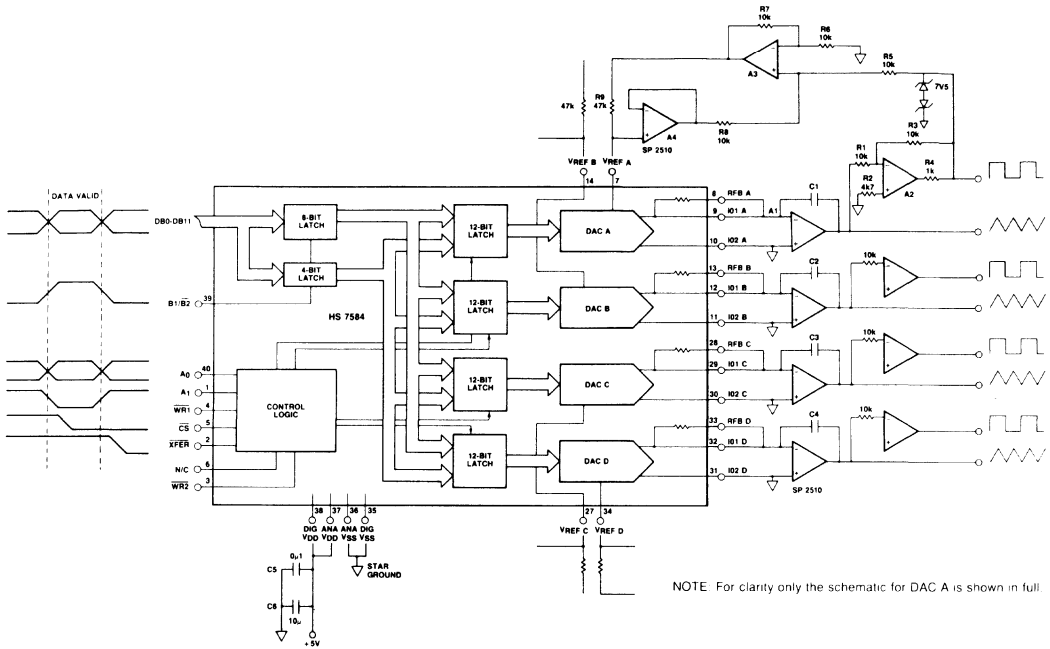 R7
10k
R6
10k
R5
10k
A3
7V5
R9
47k
47k
A4
SP 2510
R8
10k
R3
10k
R1
10k
R2
4k7
R4
1k
A2
VREF B
VREF A
14
7
DATA VALID
DB0-DB11
8-BIT
LATCH
4-BIT
LATCH
12-BIT
LATCH
DAC A
8
RFB A
9
IO1 A
10
IO2 A
A1
C1
B1/B2
39
HS 7584
12-BIT
LATCH
DAC B
13
RFB B
12
IO1 B
11
IO2 B
C2
10k
A0
40
A1
1
WR1
4
CS
5
XFER
2
N/C
6
WR2
3
CONTROL
LOGIC
12-BIT
LATCH
DAC C
28
RFB C
29
IO1 C
30
IO2 C
C3
10k
12-BIT
LATCH
DAC D
33
RFB D
32
IO1 D
31
IO2 D
C4
10k
SP 2510
38
37
36
35
DIG
VDD
ANA
VDD
ANA
VSS
DIG
VSS
27
34
VREF C
VREF D
C5
0μ1
STAR
GROUND
C6
10μ
+5V
NOTE: For clarity only the schematic for DAC A is shown in full.